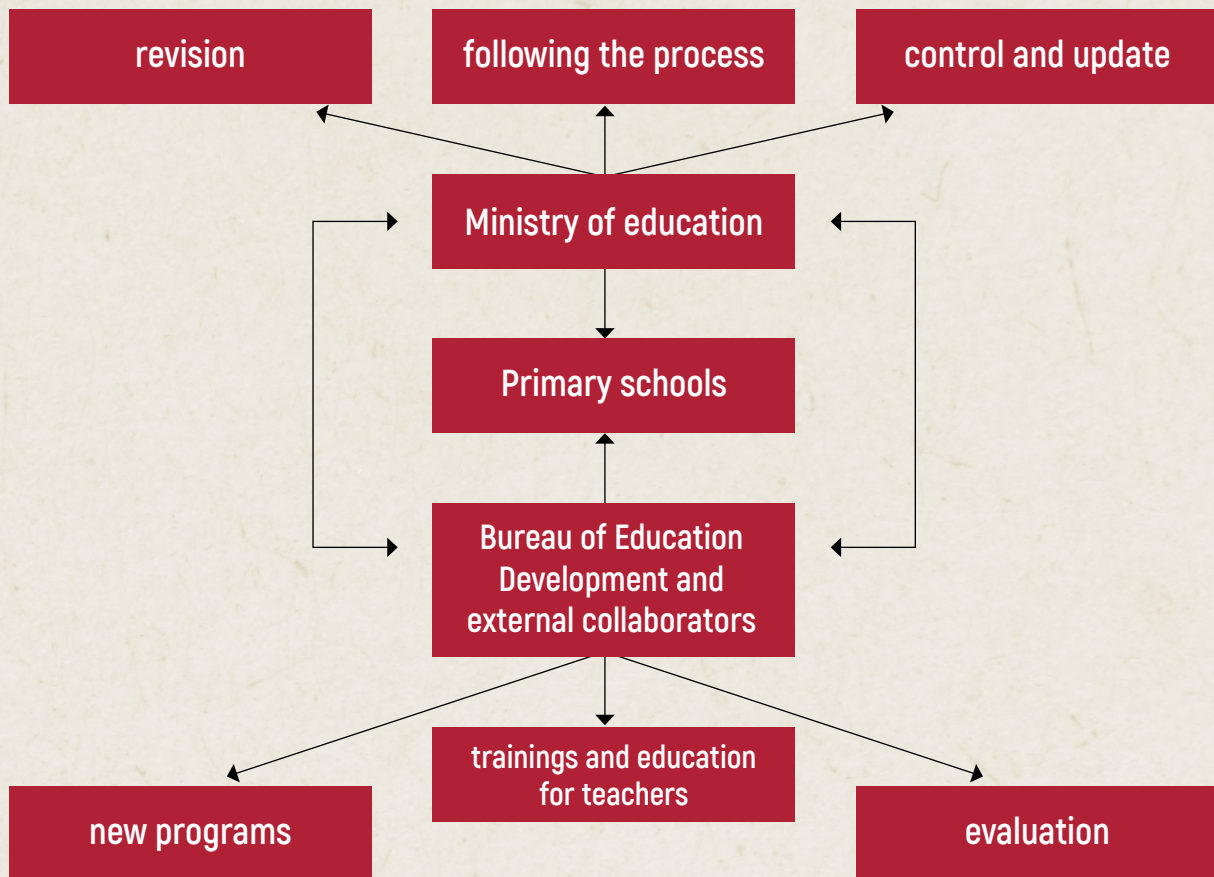 revision
following the process
control and update
Ministry of education
Primary schools
Bureau of Education
Development and
external collaborators
trainings and education
for teachers
new programs
evaluation